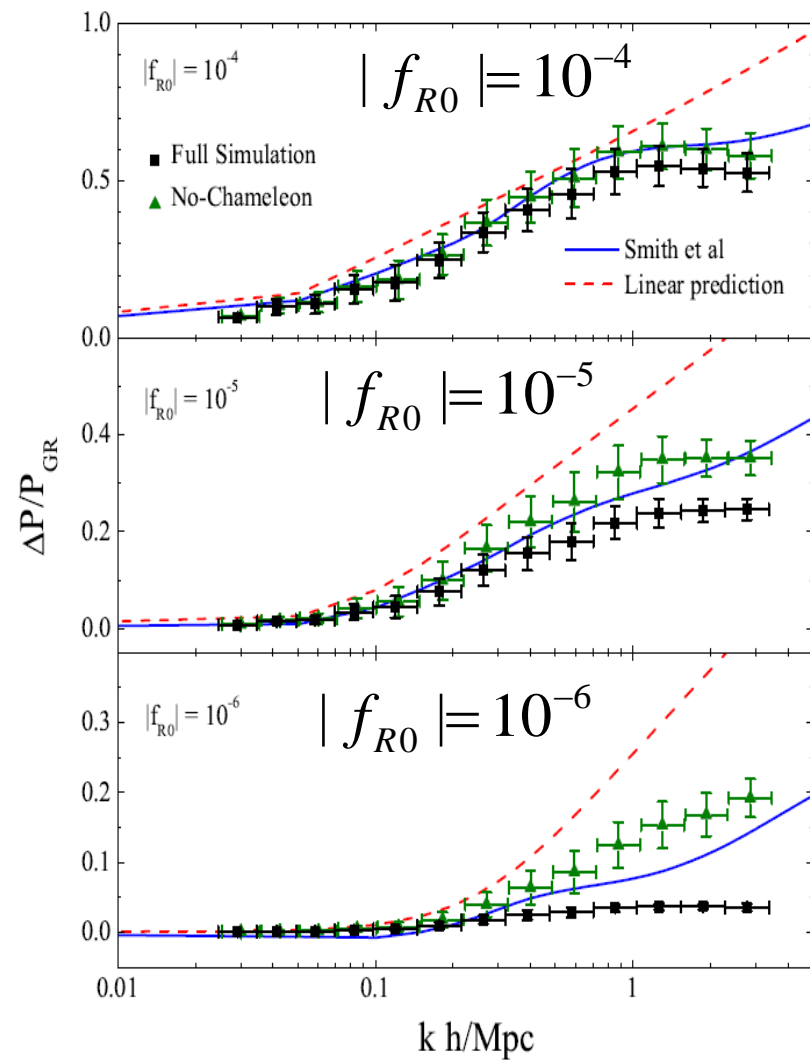 1.0
|f_R0| = 10^-4
| f_R0 |= 10^−4
Full Simulation
No-Chameleon
0.5
Smith et al
Linear prediction
0.0
|f_R0| = 10^-5
| f_R0 |= 10^−5
0.4
0.2
0.0
ΔP/P_GR
|f_R0| = 10^-6
| f_R0 |= 10^−6
0.3
0.2
0.1
0.0
0.01 0.1 1
k h/Mpc